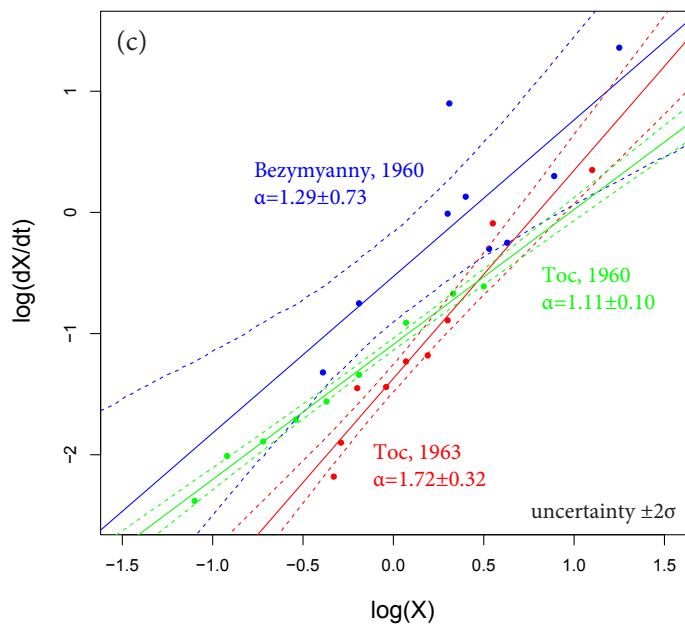 (c)
1
0
−1
−2
log(dX/dt)
Bezymyanny, 1960
α=1.29±0.73
Toc, 1960
α=1.11±0.10
Toc, 1963
α=1.72±0.32
uncertainty ±2σ
−1.5 −1.0 −0.5 0.0 0.5 1.0 1.5
log(X)